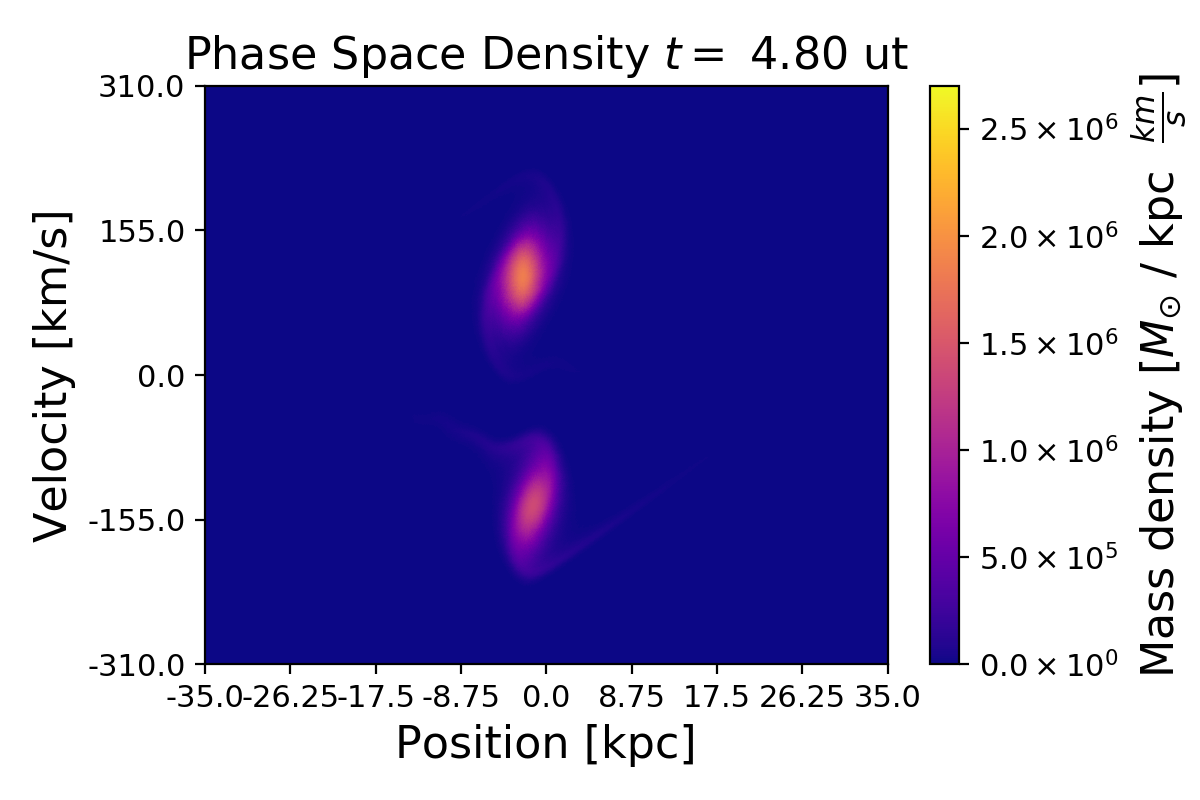 Phase Space Density t = 4.80 ut
310.0
155.0
0.0
-155.0
-310.0
Velocity [km/s]
-35.0 -26.25 -17.5 -8.75 0.0 8.75 17.5 26.25 35.0
Position [kpc]
2.5 × 10⁶
2.0 × 10⁶
1.5 × 10⁶
1.0 × 10⁶
5.0 × 10⁵
0.0 × 10⁰
Mass density [M⊙ / kpc km/s]